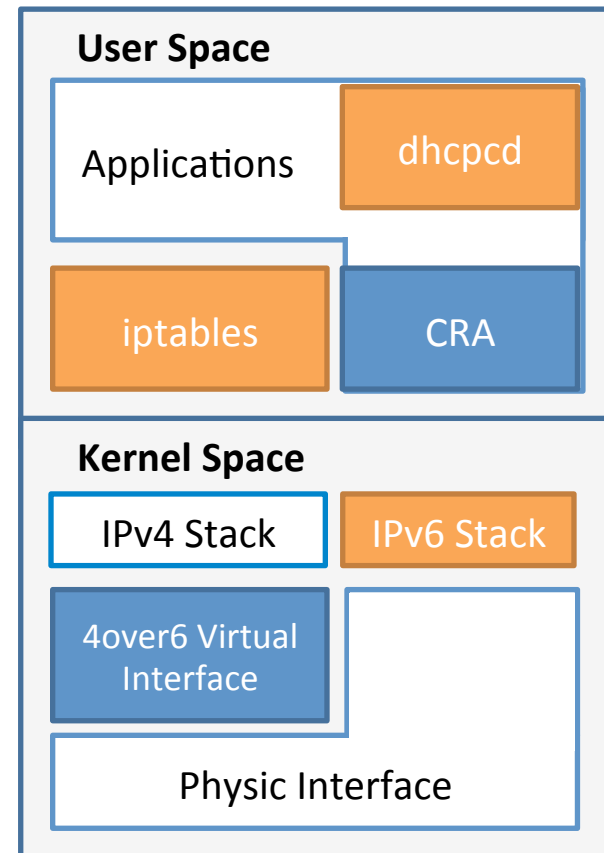 User Space
Applications
dhcpcd
iptables
CRA
Kernel Space
IPv4 Stack
IPv6 Stack
4over6 Virtual
Interface
Physic Interface